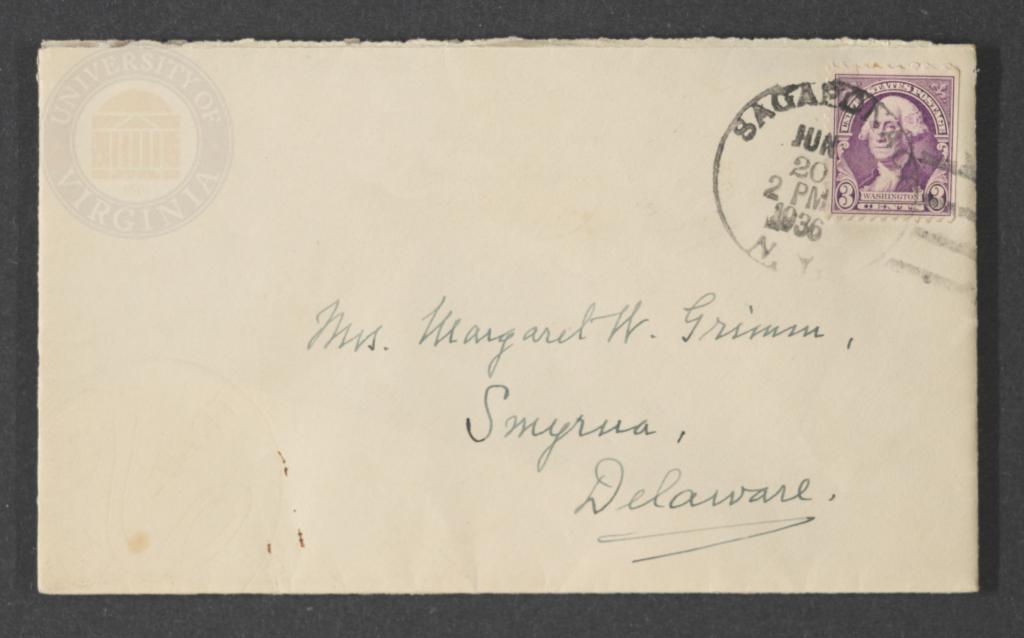 UNIVERSITY OF VIRGINIA
JUN
20
2 PM
1936
N.Y.
UNITED STATES POSTAGE
3 WASHINGTON 3
CENTS
Mrs. Margaret W. Grimm,
Smyrna,
Delaware.